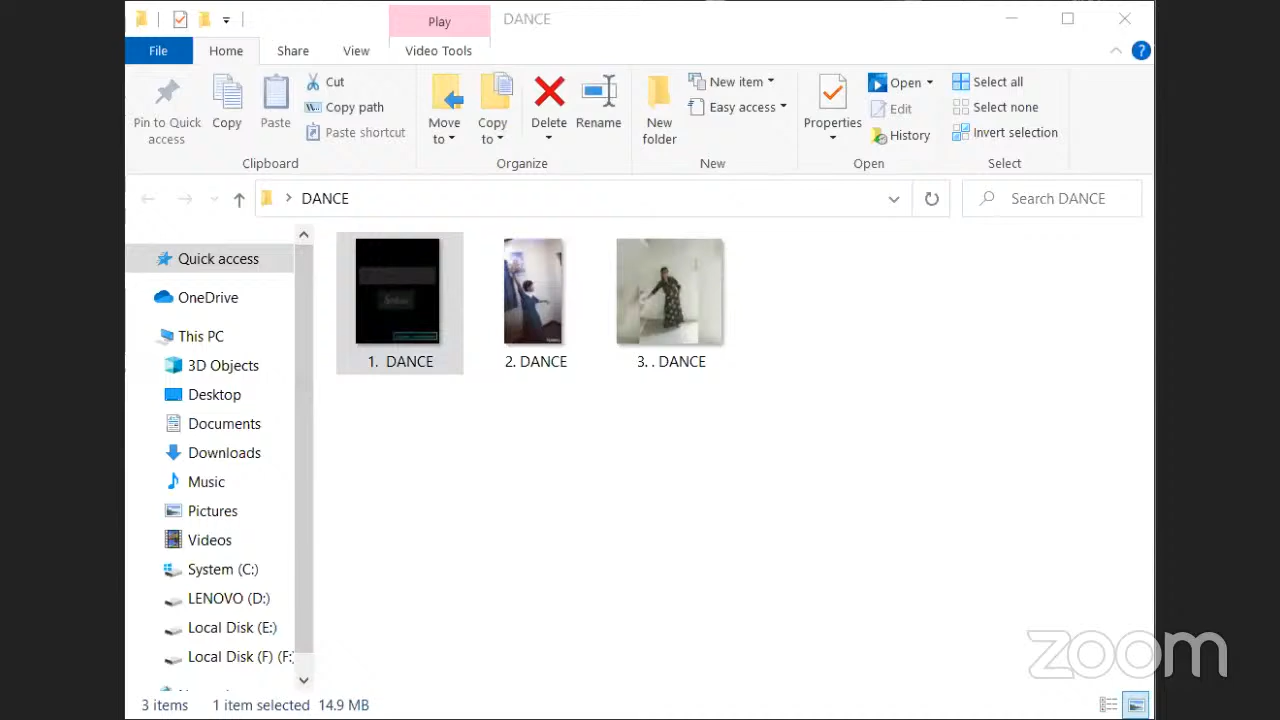 Play
DANCE
File
Home
Share
View
Video Tools
Pin to Quick access
Copy
Paste
Cut
Copy path
Paste shortcut
Clipboard
Move to
Copy to
Delete
Rename
Organize
New folder
New item
Easy access
New
Properties
Open
Edit
History
Open
Select all
Select none
Invert selection
Select
DANCE
Search DANCE
Quick access
OneDrive
This PC
3D Objects
Desktop
Documents
Downloads
Music
Pictures
Videos
System (C:)
LENOVO (D:)
Local Disk (E:)
Local Disk (F) (F:
1. DANCE
2. DANCE
3. . DANCE
3 items
1 item selected 14.9 MB
zoom